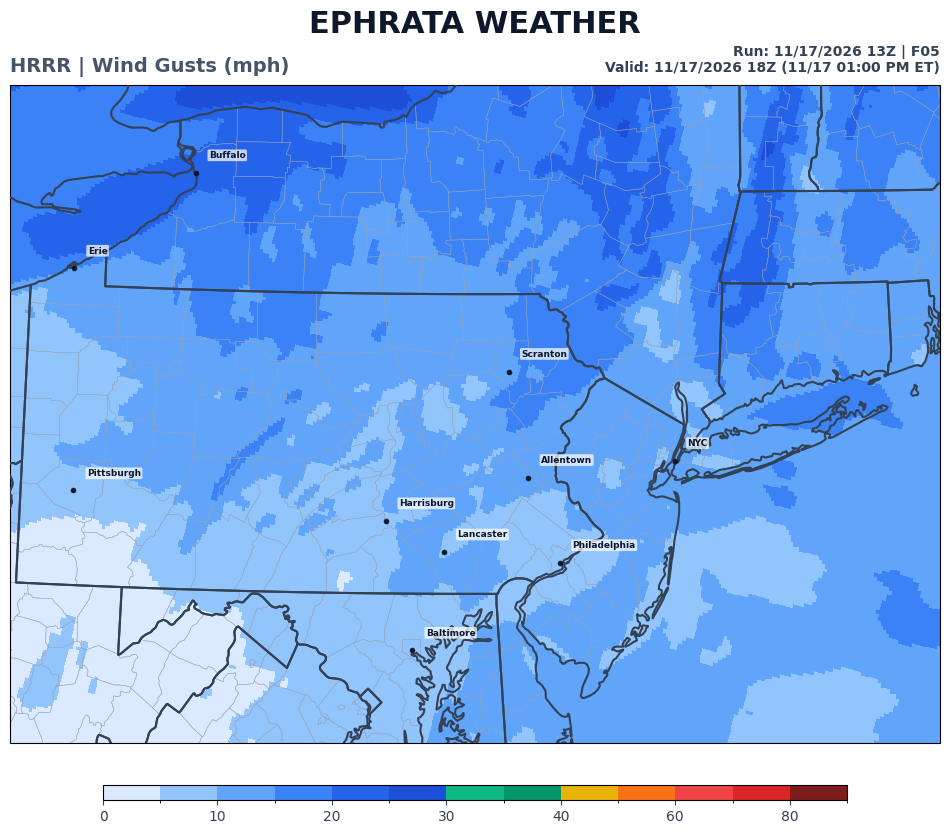 EPHRATA WEATHER
Run: 11/17/2026 13Z | F05
HRRR | Wind Gusts (mph)
Valid: 11/17/2026 18Z (11/17 01:00 PM ET)
Buffalo
Erie
Scranton
NYC
Allentown
Pittsburgh
Harrisburg
Lancaster
Philadelphia
Baltimore
0 10 20 30 40 50 60 70 80